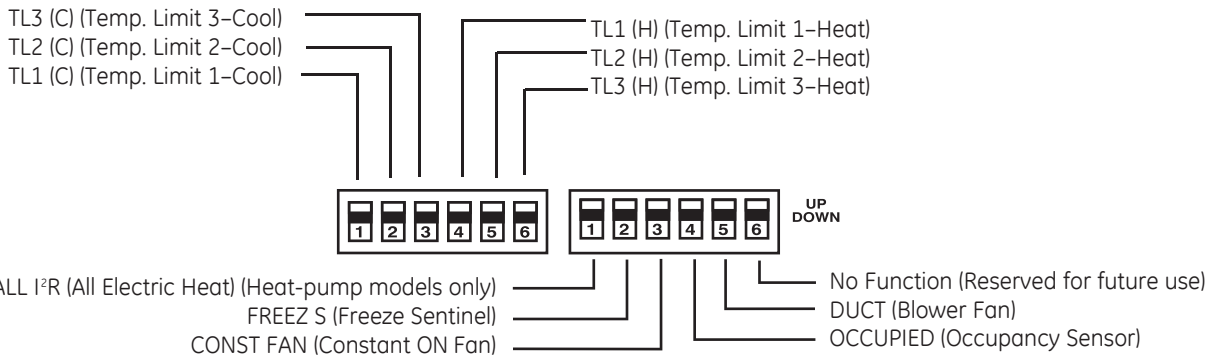 TL3 (C) (Temp. Limit 3–Cool)
TL2 (C) (Temp. Limit 2–Cool)
TL1 (C) (Temp. Limit 1–Cool)
TL1 (H) (Temp. Limit 1–Heat)
TL2 (H) (Temp. Limit 2–Heat)
TL3 (H) (Temp. Limit 3–Heat)
1 2 3 4 5 6
1 2 3 4 5 6
UP
DOWN
ALL I²R (All Electric Heat) (Heat-pump models only)
FREEZ S (Freeze Sentinel)
CONST FAN (Constant ON Fan)
No Function (Reserved for future use)
DUCT (Blower Fan)
OCCUPIED (Occupancy Sensor)